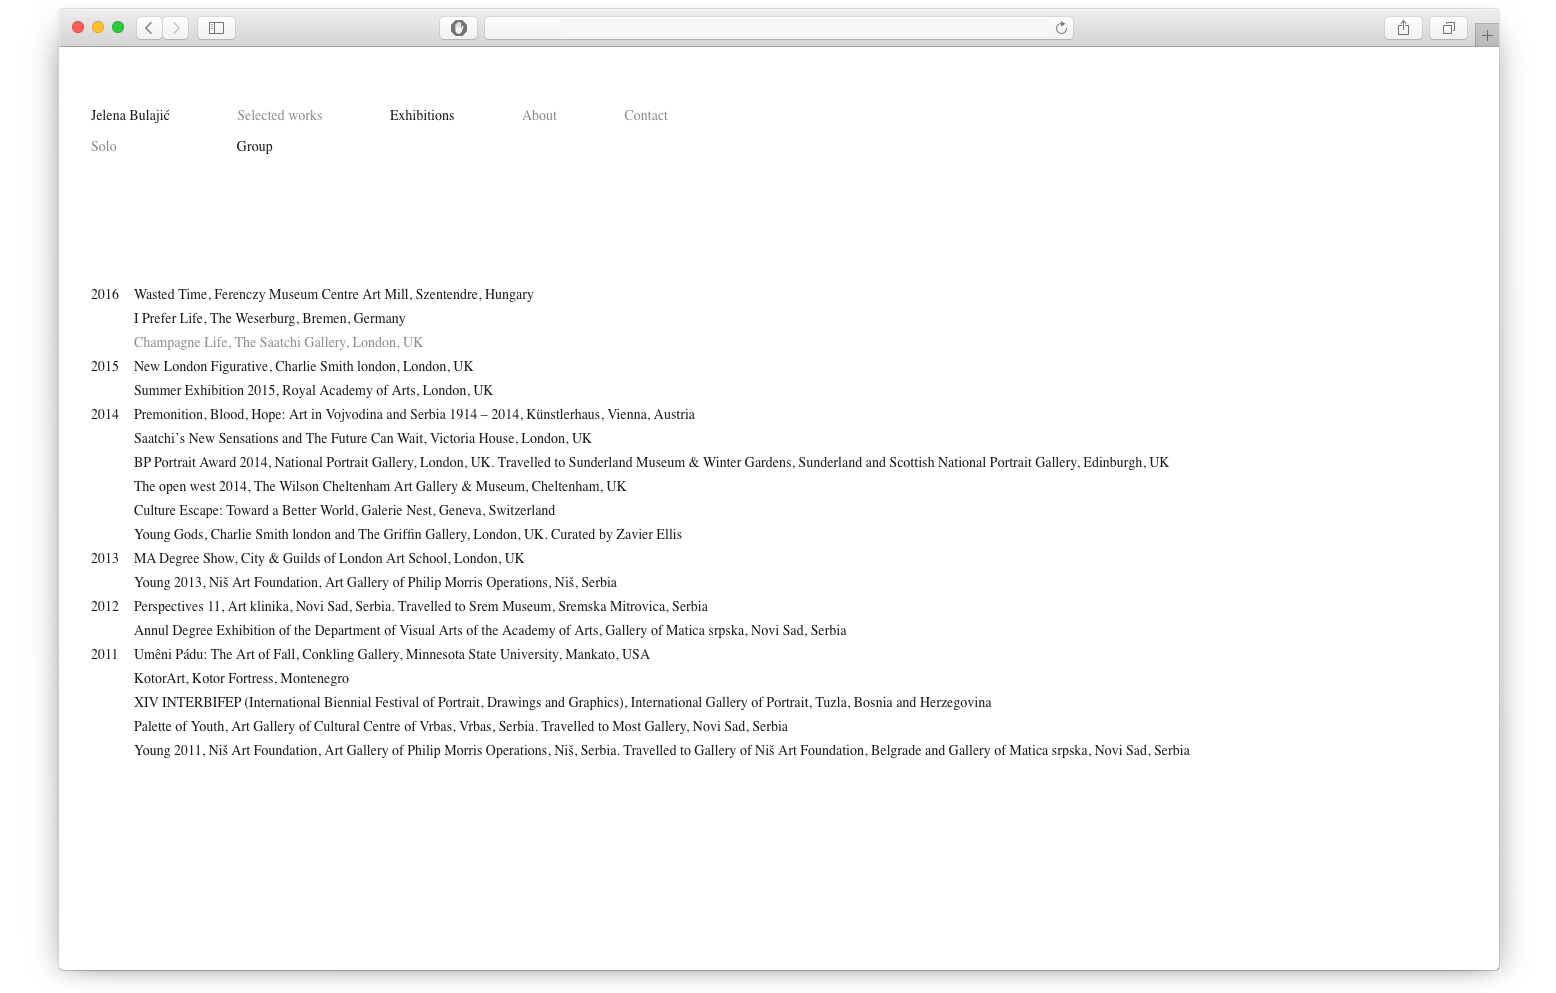 Jelena Bulajić Selected works Exhibitions About Contact
Solo Group
2016 Wasted Time, Ferenczy Museum Centre Art Mill, Szentendre, Hungary
I Prefer Life, The Weserburg, Bremen, Germany
Champagne Life, The Saatchi Gallery, London, UK
2015 New London Figurative, Charlie Smith london, London, UK
Summer Exhibition 2015, Royal Academy of Arts, London, UK
2014 Premonition, Blood, Hope: Art in Vojvodina and Serbia 1914 – 2014, Künstlerhaus, Vienna, Austria
Saatchi’s New Sensations and The Future Can Wait, Victoria House, London, UK
BP Portrait Award 2014, National Portrait Gallery, London, UK. Travelled to Sunderland Museum & Winter Gardens, Sunderland and Scottish National Portrait Gallery, Edinburgh, UK
The open west 2014, The Wilson Cheltenham Art Gallery & Museum, Cheltenham, UK
Culture Escape: Toward a Better World, Galerie Nest, Geneva, Switzerland
Young Gods, Charlie Smith london and The Griffin Gallery, London, UK. Curated by Zavier Ellis
2013 MA Degree Show, City & Guilds of London Art School, London, UK
Young 2013, Niš Art Foundation, Art Gallery of Philip Morris Operations, Niš, Serbia
2012 Perspectives 11, Art klinika, Novi Sad, Serbia. Travelled to Srem Museum, Sremska Mitrovica, Serbia
Annul Degree Exhibition of the Department of Visual Arts of the Academy of Arts, Gallery of Matica srpska, Novi Sad, Serbia
2011 Umêni Pádu: The Art of Fall, Conkling Gallery, Minnesota State University, Mankato, USA
KotorArt, Kotor Fortress, Montenegro
XIV INTERBIFEP (International Biennial Festival of Portrait, Drawings and Graphics), International Gallery of Portrait, Tuzla, Bosnia and Herzegovina
Palette of Youth, Art Gallery of Cultural Centre of Vrbas, Vrbas, Serbia. Travelled to Most Gallery, Novi Sad, Serbia
Young 2011, Niš Art Foundation, Art Gallery of Philip Morris Operations, Niš, Serbia. Travelled to Gallery of Niš Art Foundation, Belgrade and Gallery of Matica srpska, Novi Sad, Serbia